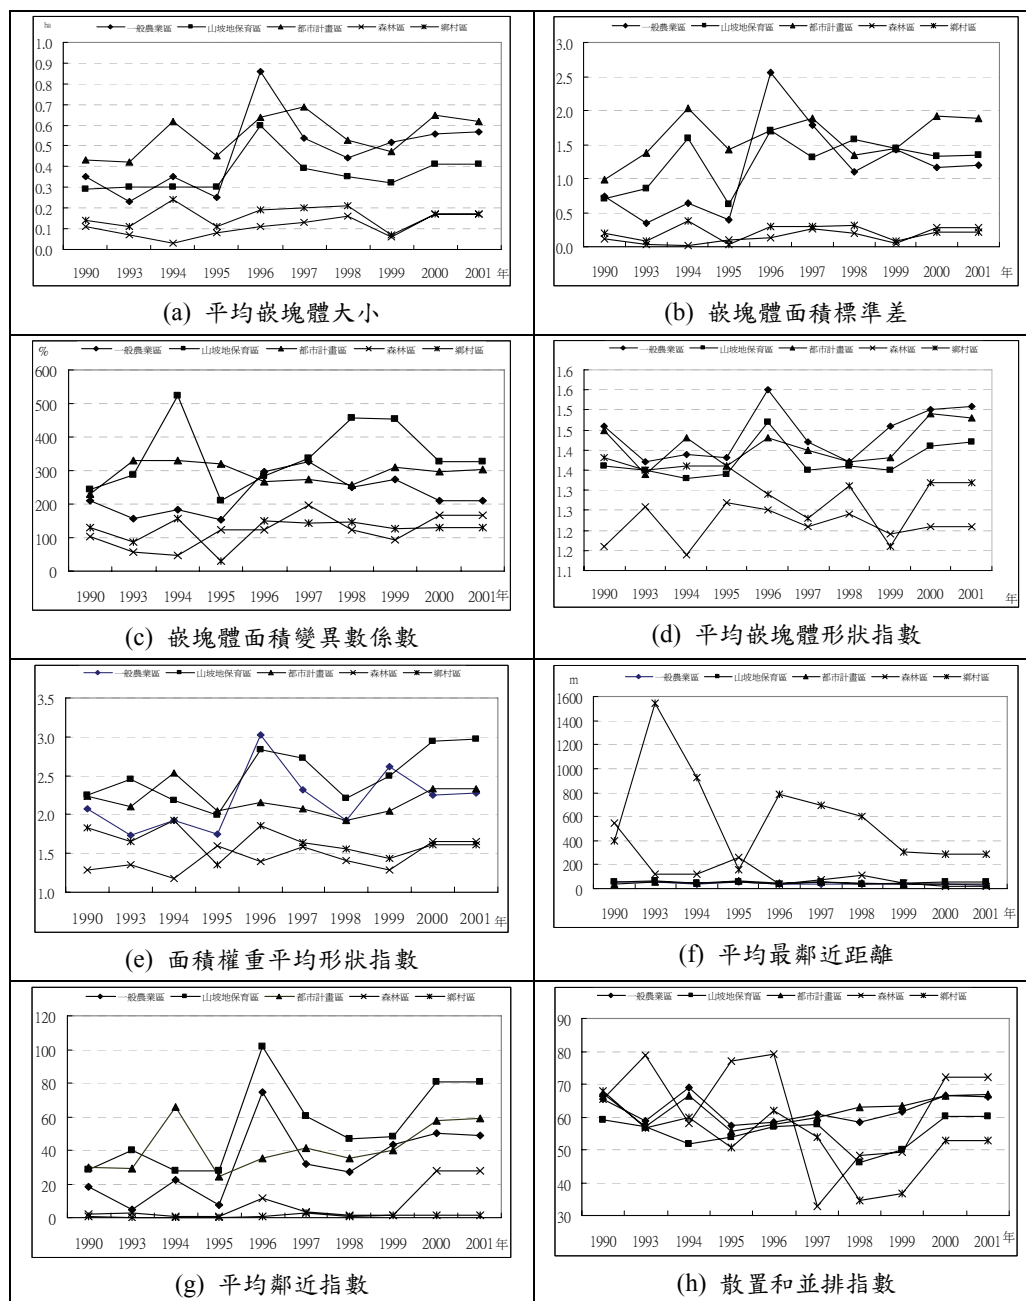 ha
一般農業區 山坡地保育區 都市計畫區 森林區 鄉村區
1.0
0.9
0.8
0.7
0.6
0.5
0.4
0.3
0.2
0.1
0.0
1990 1993 1994 1995 1996 1997 1998 1999 2000 2001 年
(a) 平均嵌塊體大小
一般農業區 山坡地保育區 都市計畫區 森林區 鄉村區
3.0
2.5
2.0
1.5
1.0
0.5
0.0
1990 1993 1994 1995 1996 1997 1998 1999 2000 2001 年
(b) 嵌塊體面積標準差
%
一般農業區 山坡地保育區 都市計畫區 森林區 鄉村區
600
500
400
300
200
100
0
1990 1993 1994 1995 1996 1997 1998 1999 2000 2001 年
(c) 嵌塊體面積變異數係數
一般農業區 山坡地保育區 都市計畫區 森林區 鄉村區
1.6
1.5
1.5
1.4
1.4
1.3
1.3
1.2
1.2
1.1
1990 1993 1994 1995 1996 1997 1998 1999 2000 2001 年
(d) 平均嵌塊體形狀指數
一般農業區 山坡地保育區 都市計畫區 森林區 鄉村區
3.5
3.0
2.5
2.0
1.5
1.0
1990 1993 1994 1995 1996 1997 1998 1999 2000 2001 年
(e) 面積權重平均形狀指數
一般農業區 山坡地保育區 都市計畫區 森林區 鄉村區
m
1600
1400
1200
1000
800
600
400
200
0
1990 1993 1994 1995 1996 1997 1998 1999 2000 2001 年
(f) 平均最鄰近距離
一般農業區 山坡地保育區 都市計畫區 森林區 鄉村區
120
100
80
60
40
20
0
1990 1993 1994 1995 1996 1997 1998 1999 2000 2001 年
(g) 平均鄰近指數
一般農業區 山坡地保育區 都市計畫區 森林區 鄉村區
90
80
70
60
50
40
30
1990 1993 1994 1995 1996 1997 1998 1999 2000 2001 年
(h) 散置和並排指數